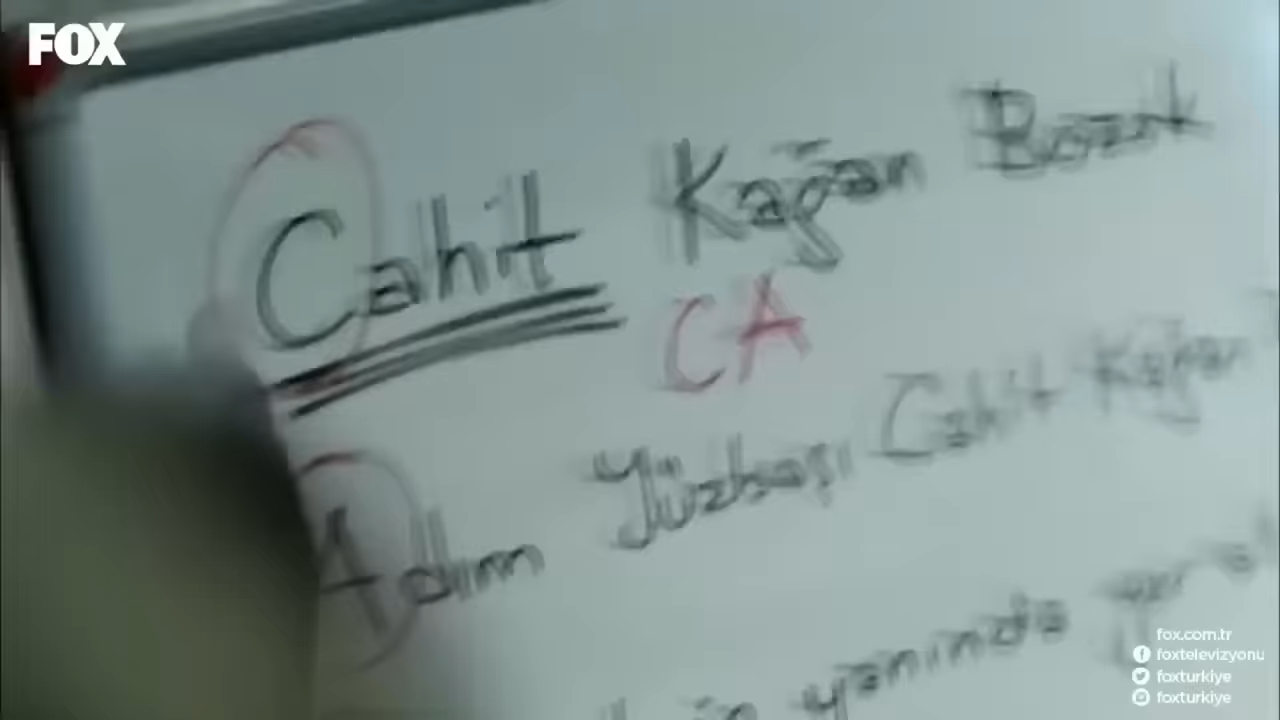 FOX
Cahit Kağan Bozok
CA
Adım Yüzbaşı Cahit Kağan
yanında
fox.com.tr
foxtelevizyonu
foxturkiye
foxturkiye